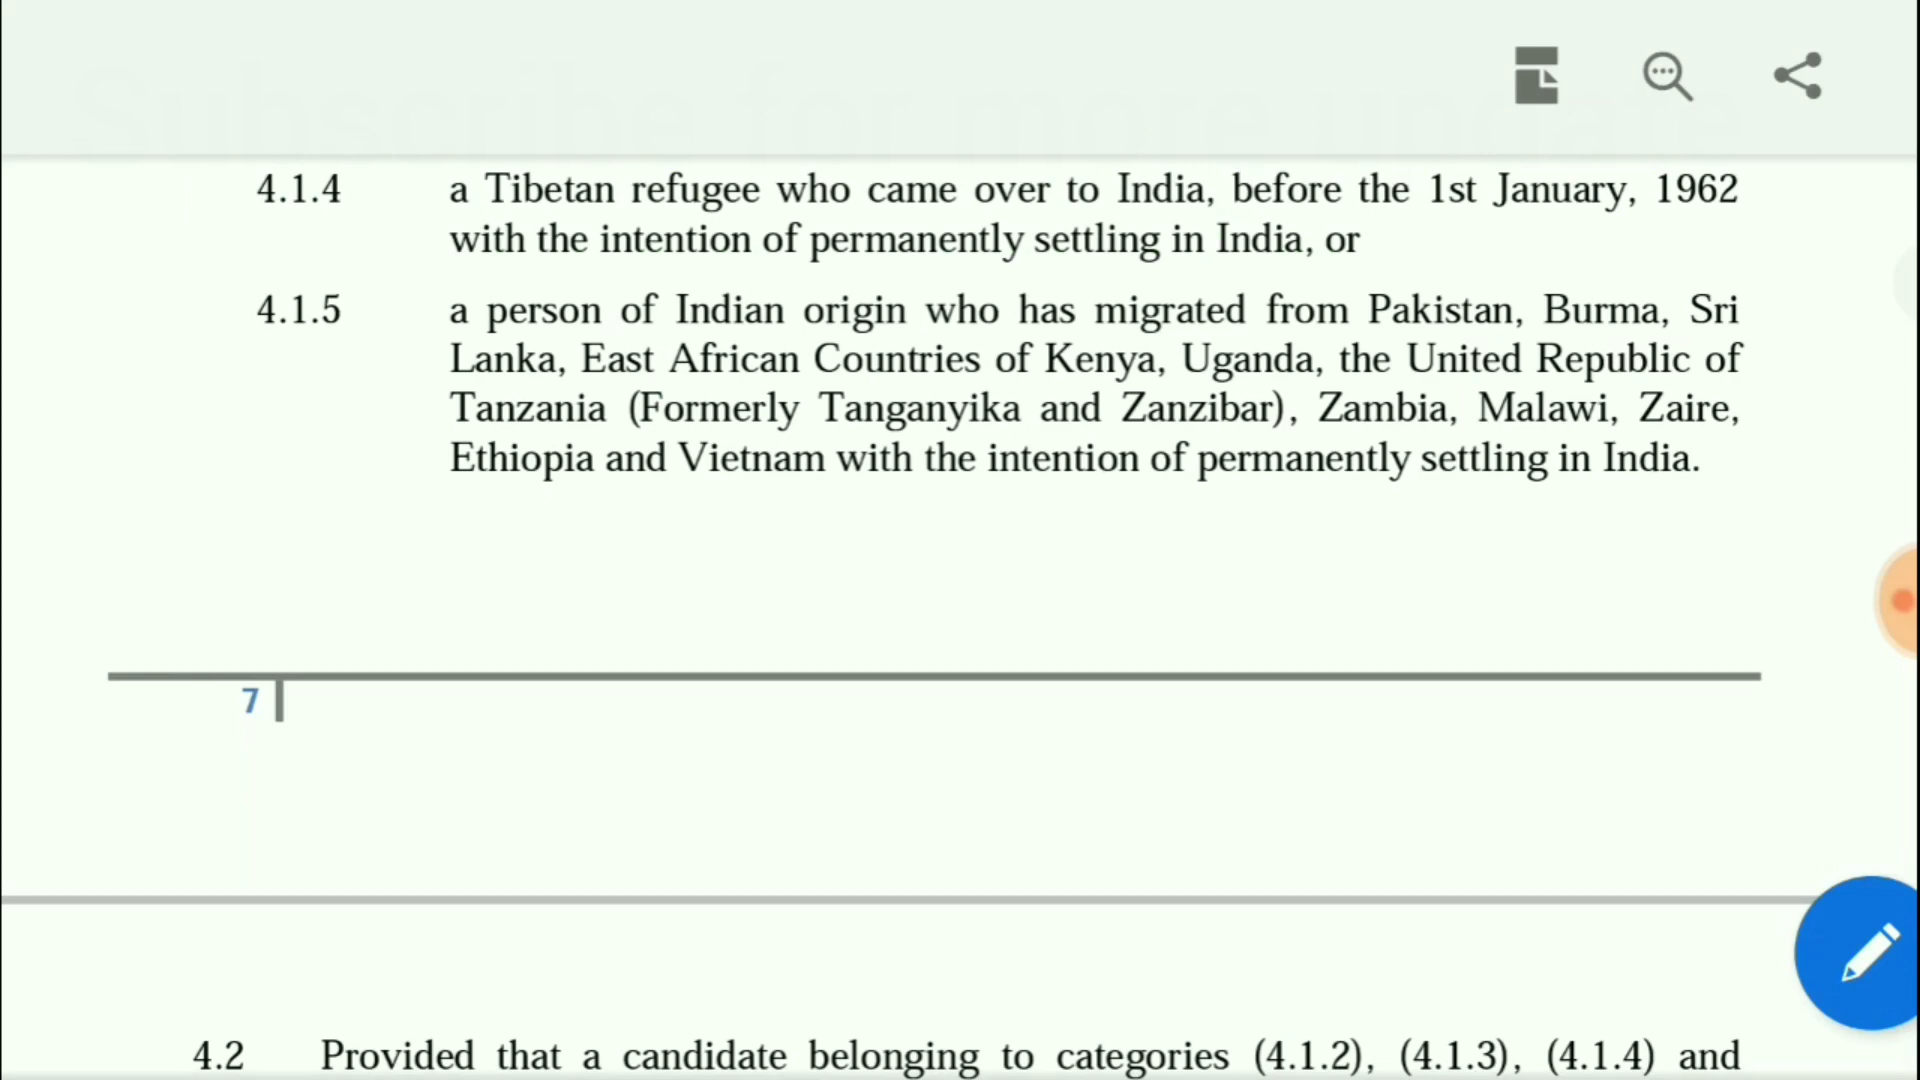 4.1.4 a Tibetan refugee who came over to India, before the 1st January, 1962
with the intention of permanently settling in India, or
4.1.5 a person of Indian origin who has migrated from Pakistan, Burma, Sri
Lanka, East African Countries of Kenya, Uganda, the United Republic of
Tanzania (Formerly Tanganyika and Zanzibar), Zambia, Malawi, Zaire,
Ethiopia and Vietnam with the intention of permanently settling in India.
7
4.2 Provided that a candidate belonging to categories (4.1.2), (4.1.3), (4.1.4) and